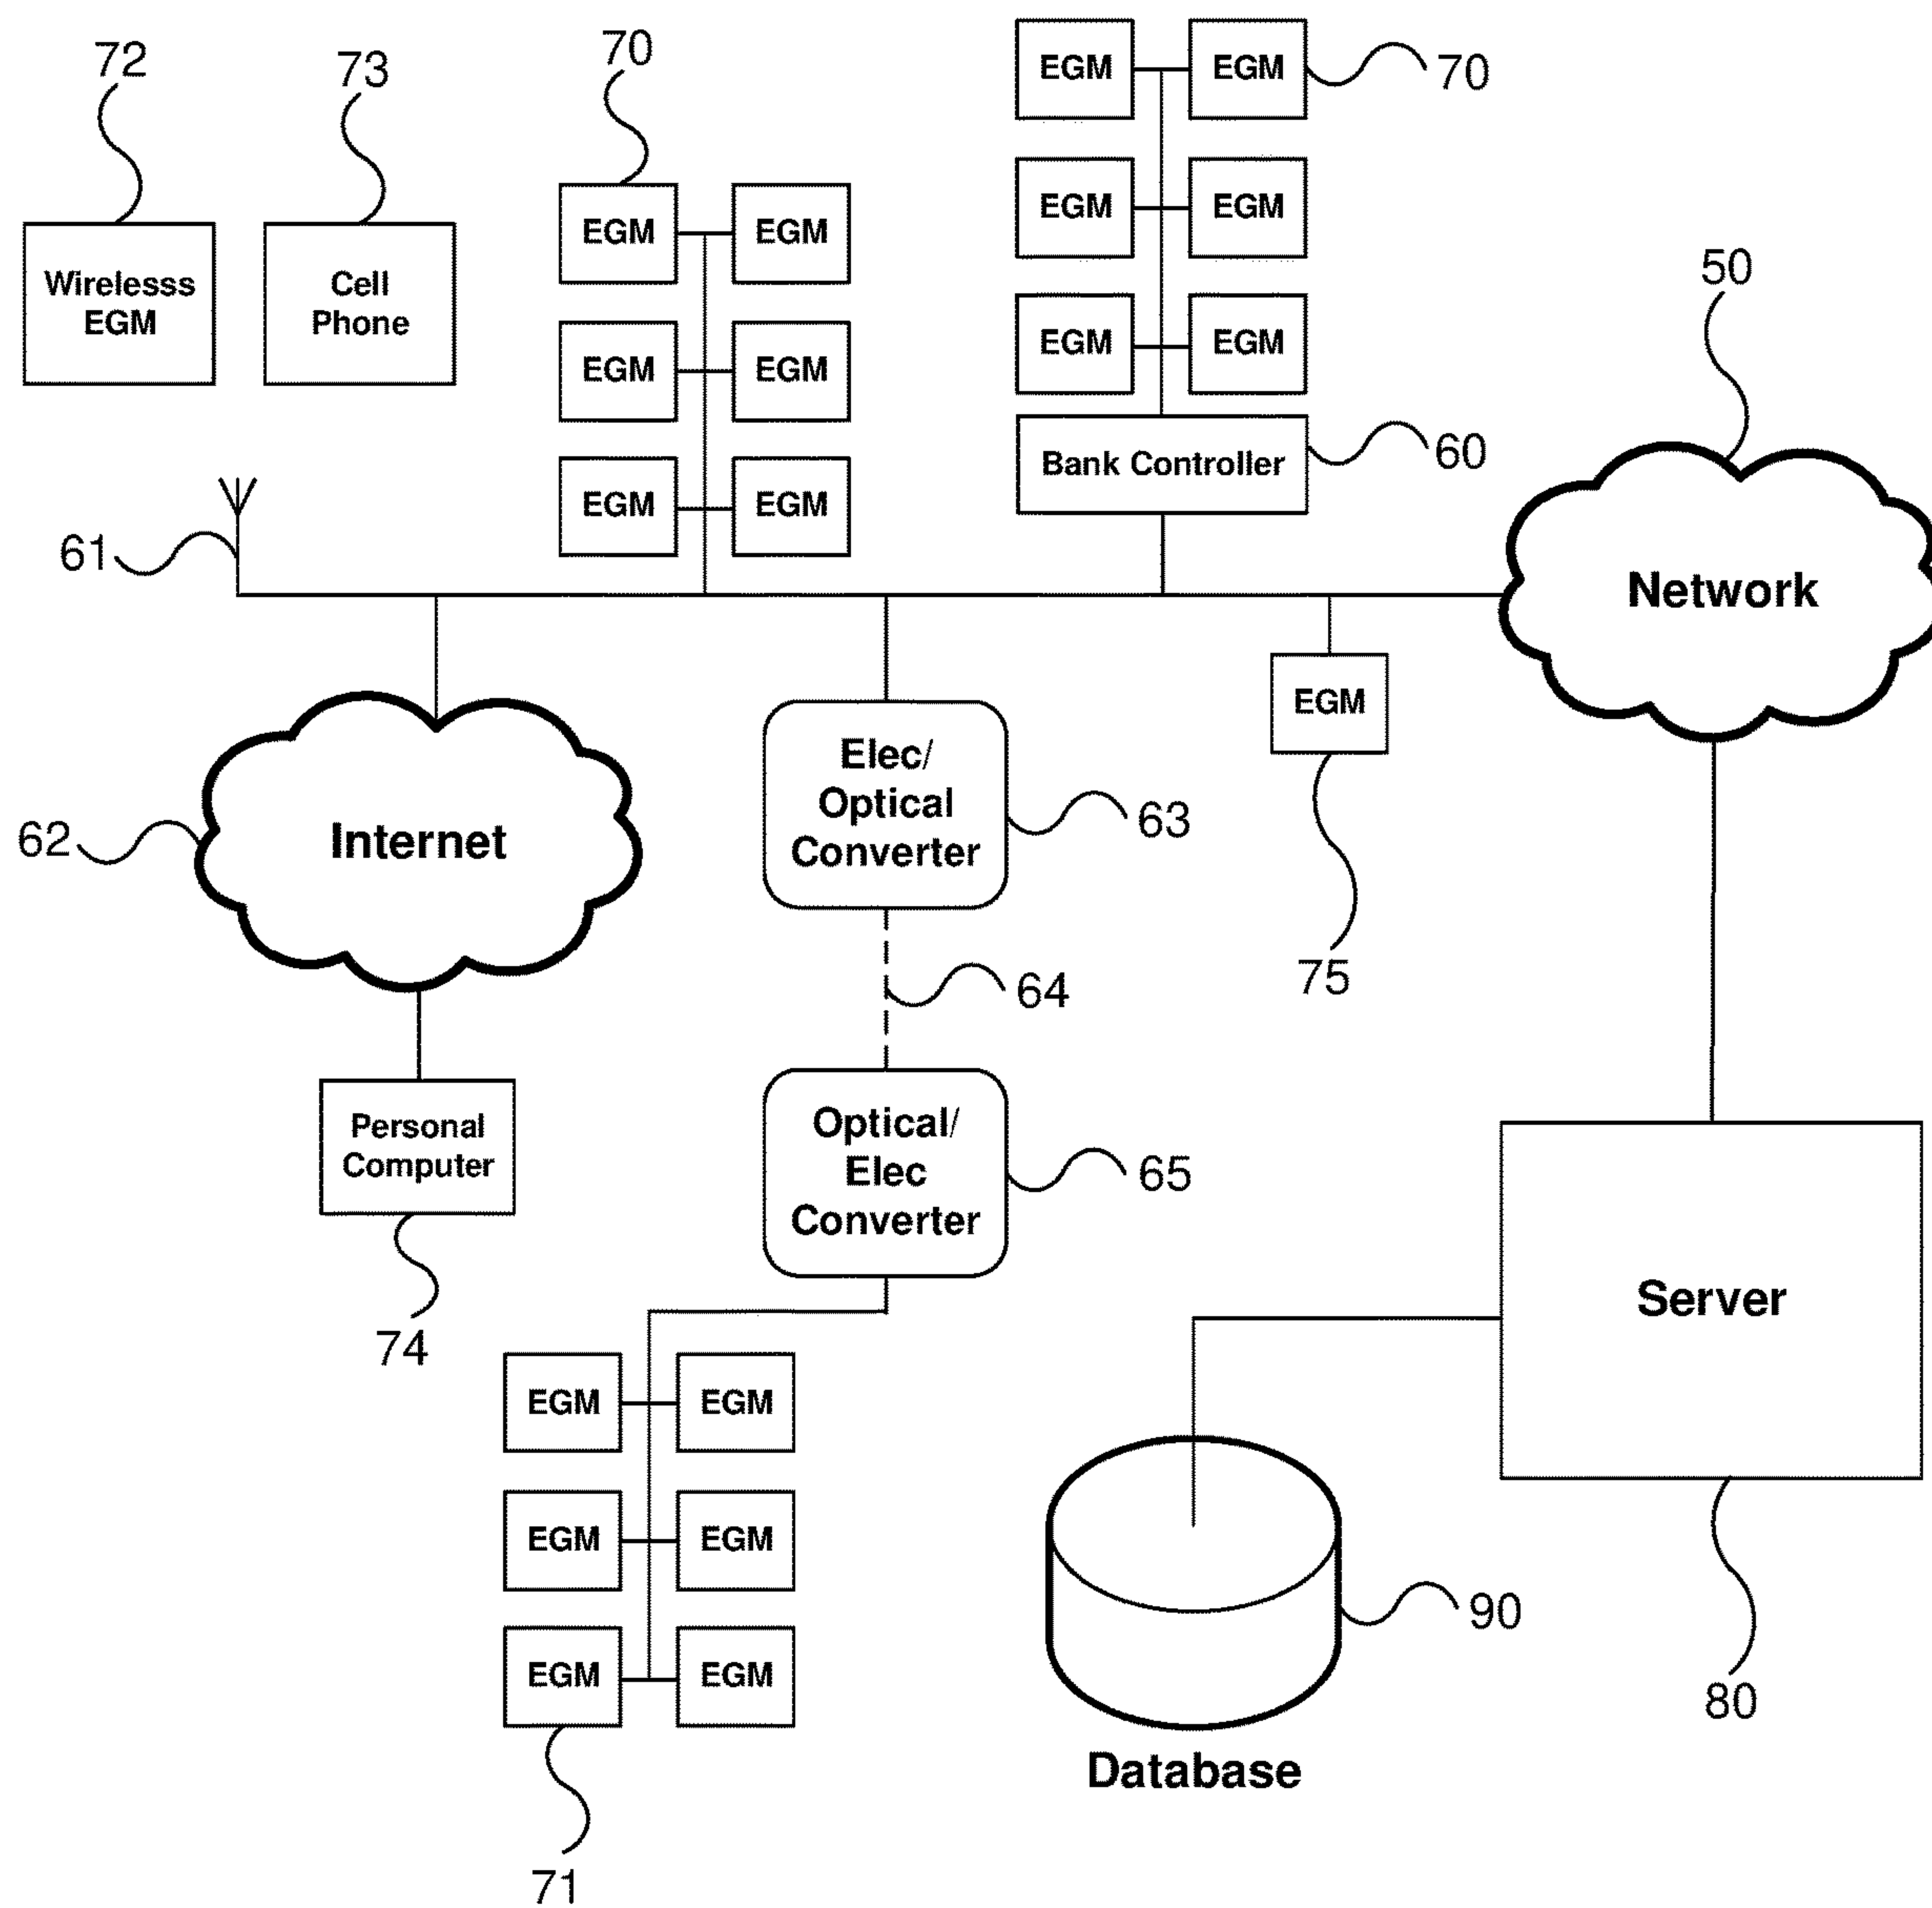 72
73
70
EGM EGM
70
EGM EGM
EGM EGM
Bank Controller
60
Wirelesss
EGM
Cell
Phone
EGM EGM
EGM EGM
EGM EGM
50
Network
61
EGM
75
Internet
62
Elec/
Optical
Converter
63
64
Personal
Computer
74
Optical/
Elec
Converter
65
Server
80
EGM EGM
EGM EGM
EGM EGM
71
90
Database